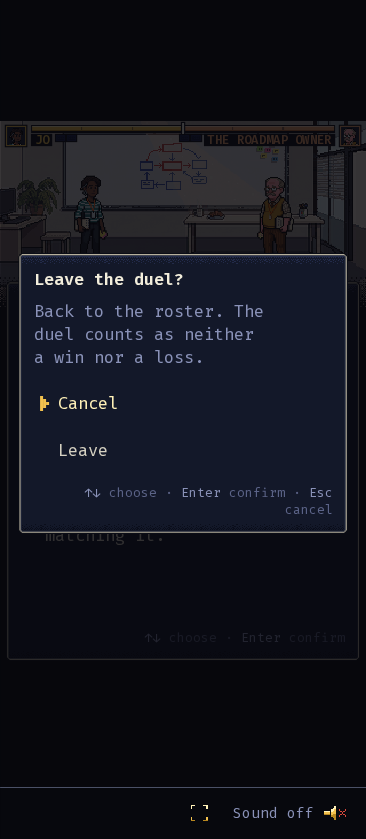 JO
THE ROADMAP OWNER
Leave the duel?
Back to the roster. The
duel counts as neither
a win nor a loss.
Cancel
Leave
↑↓ choose · Enter confirm · Esc
cancel
matching it.
↑↓ choose · Enter confirm
Sound off